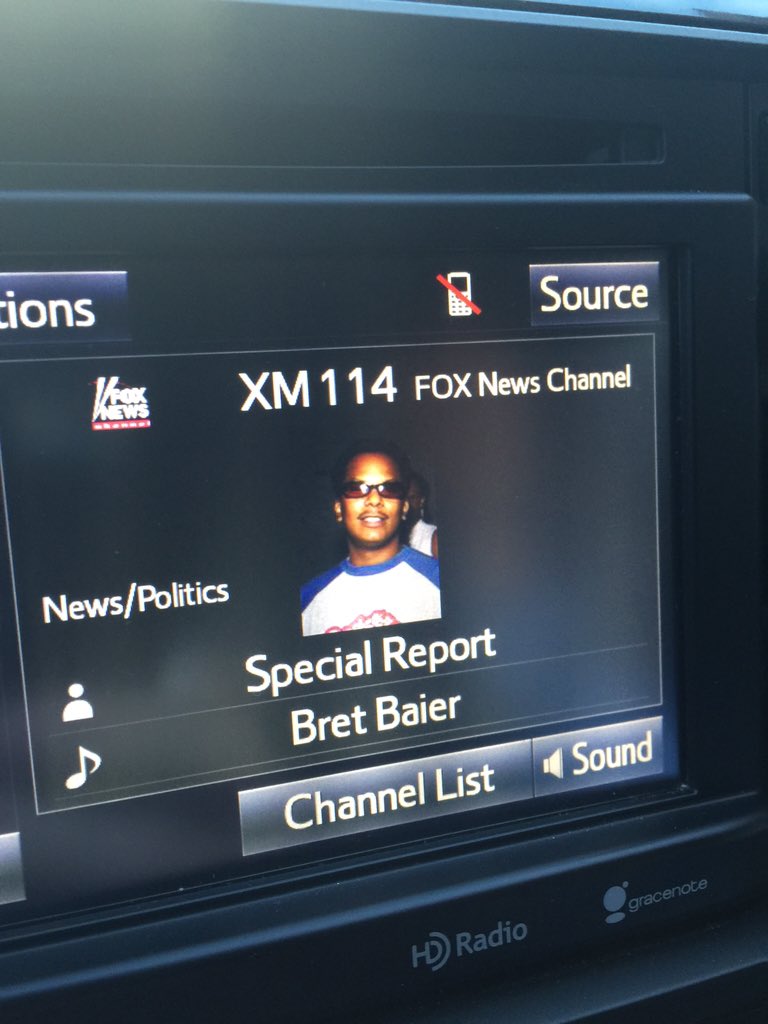 tions
Source
FOX
NEWS
XM 114 FOX News Channel
News/Politics
Special Report
Bret Baier
Channel List
Sound
HD Radio
gracenote